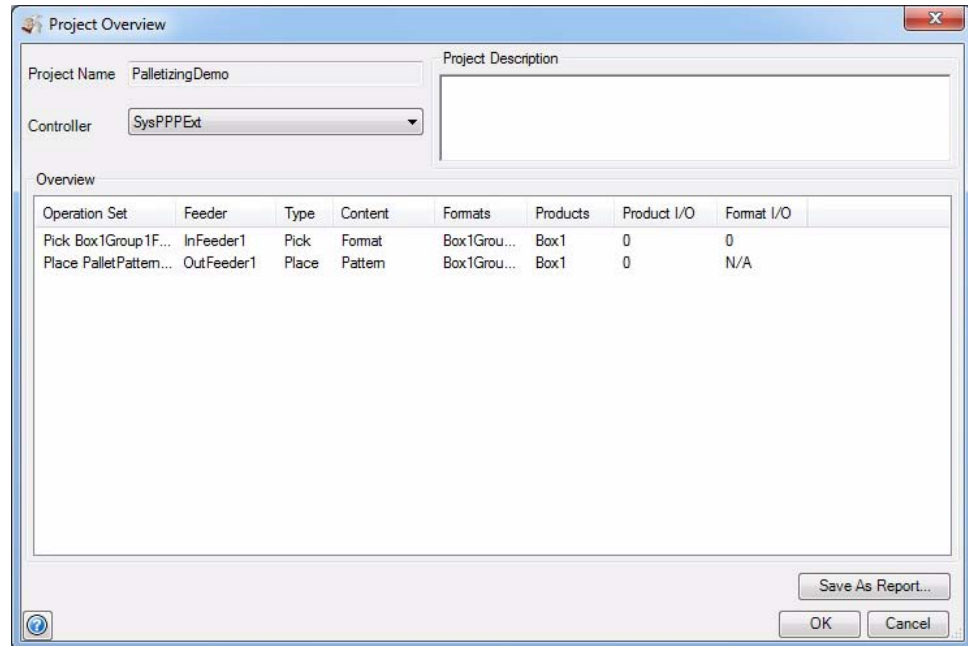 Project Overview
Project Name PalletizingDemo
Project Description
Controller SysPPPExt
Overview
Operation Set Feeder Type Content Formats Products Product I/O Format I/O
Pick Box1Group1F... InFeeder1 Pick Format Box1Grou... Box1 0 0
Place PalletPattern... OutFeeder1 Place Pattern Box1Grou... Box1 0 N/A
Save As Report...
OK Cancel